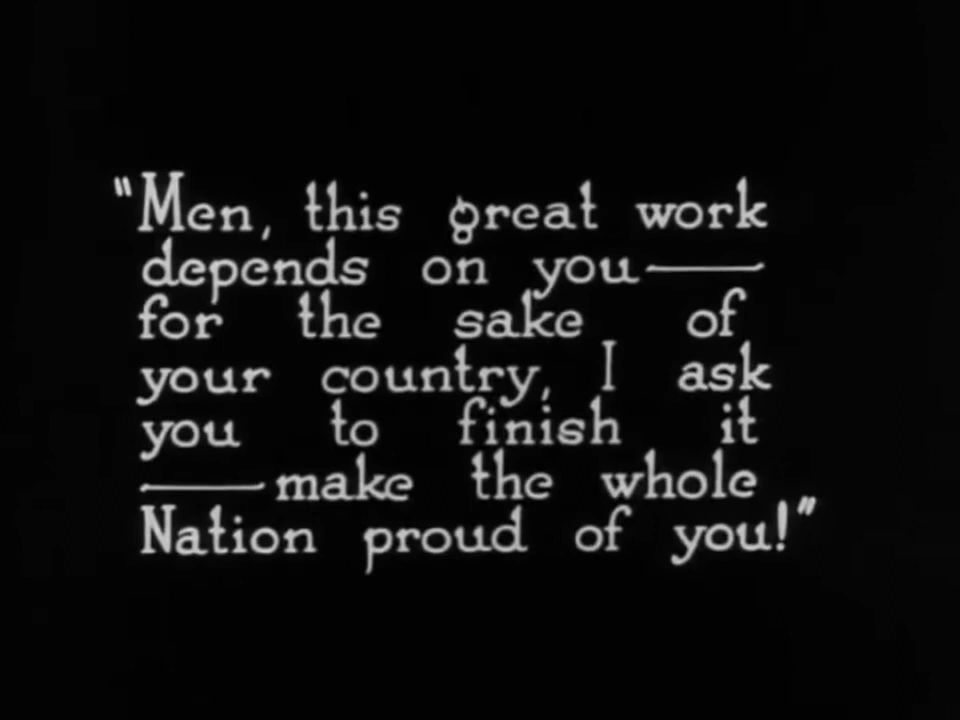 "Men, this great work
depends on you——
for the sake of
your country, I ask
you to finish it
——make the whole
Nation proud of you!"